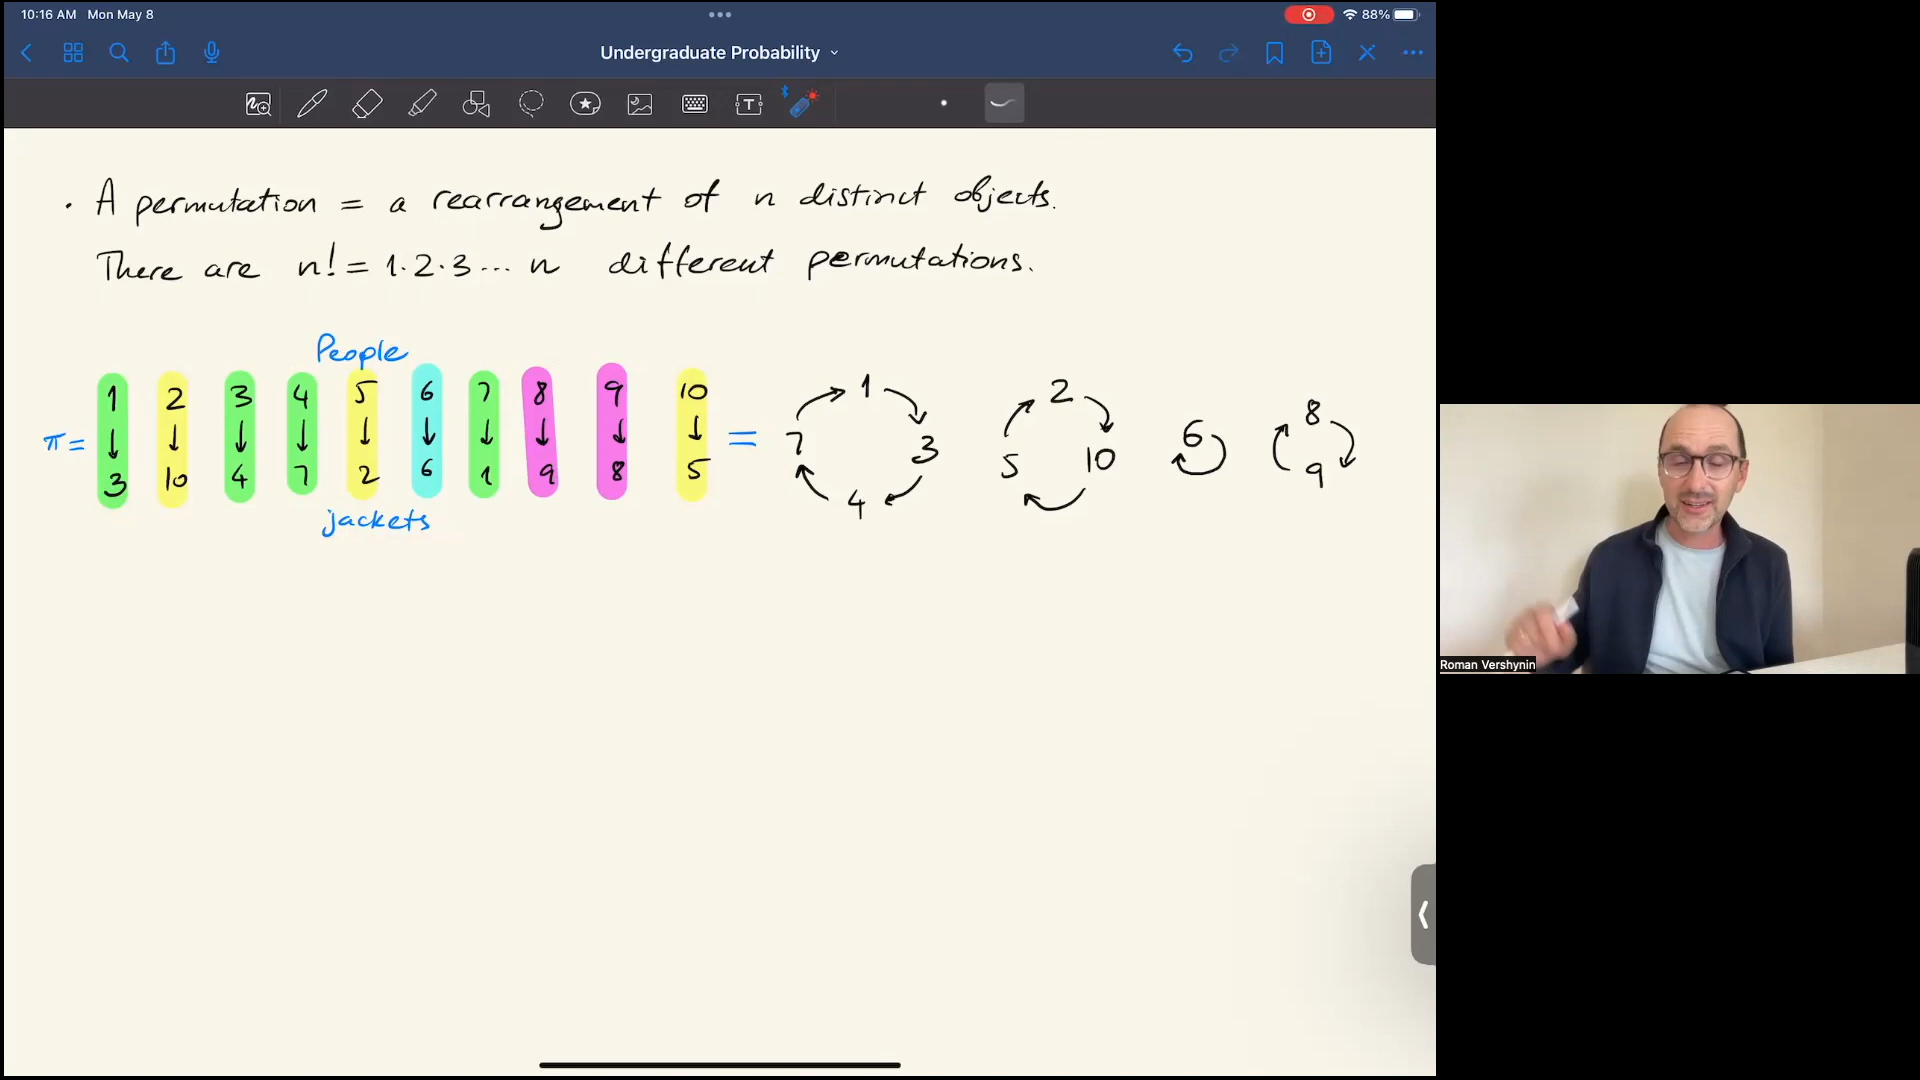 10:16 AM Mon May 8
88%
Undergraduate Probability
T
· A permutation = a rearrangement of n distinct objects.
There are n! = 1·2·3··· n different permutations.
People
π = 1 2 3 4 5 6 7 8 9 10
↓ ↓ ↓ ↓ ↓ ↓ ↓ ↓ ↓ ↓
3 10 4 7 2 6 1 9 8 5
jackets
=
1 3 4 7
2 10 5
6
8 9
Roman Vershynin